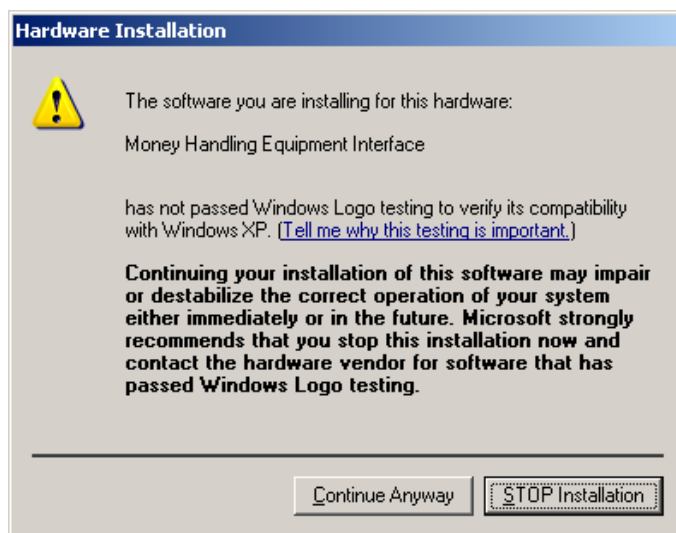 Hardware Installation
The software you are installing for this hardware:
Money Handling Equipment Interface
has not passed Windows Logo testing to verify its compatibility
with Windows XP. (Tell me why this testing is important.)
Continuing your installation of this software may impair
or destabilize the correct operation of your system
either immediately or in the future. Microsoft strongly
recommends that you stop this installation now and
contact the hardware vendor for software that has
passed Windows Logo testing.
Continue Anyway
STOP Installation